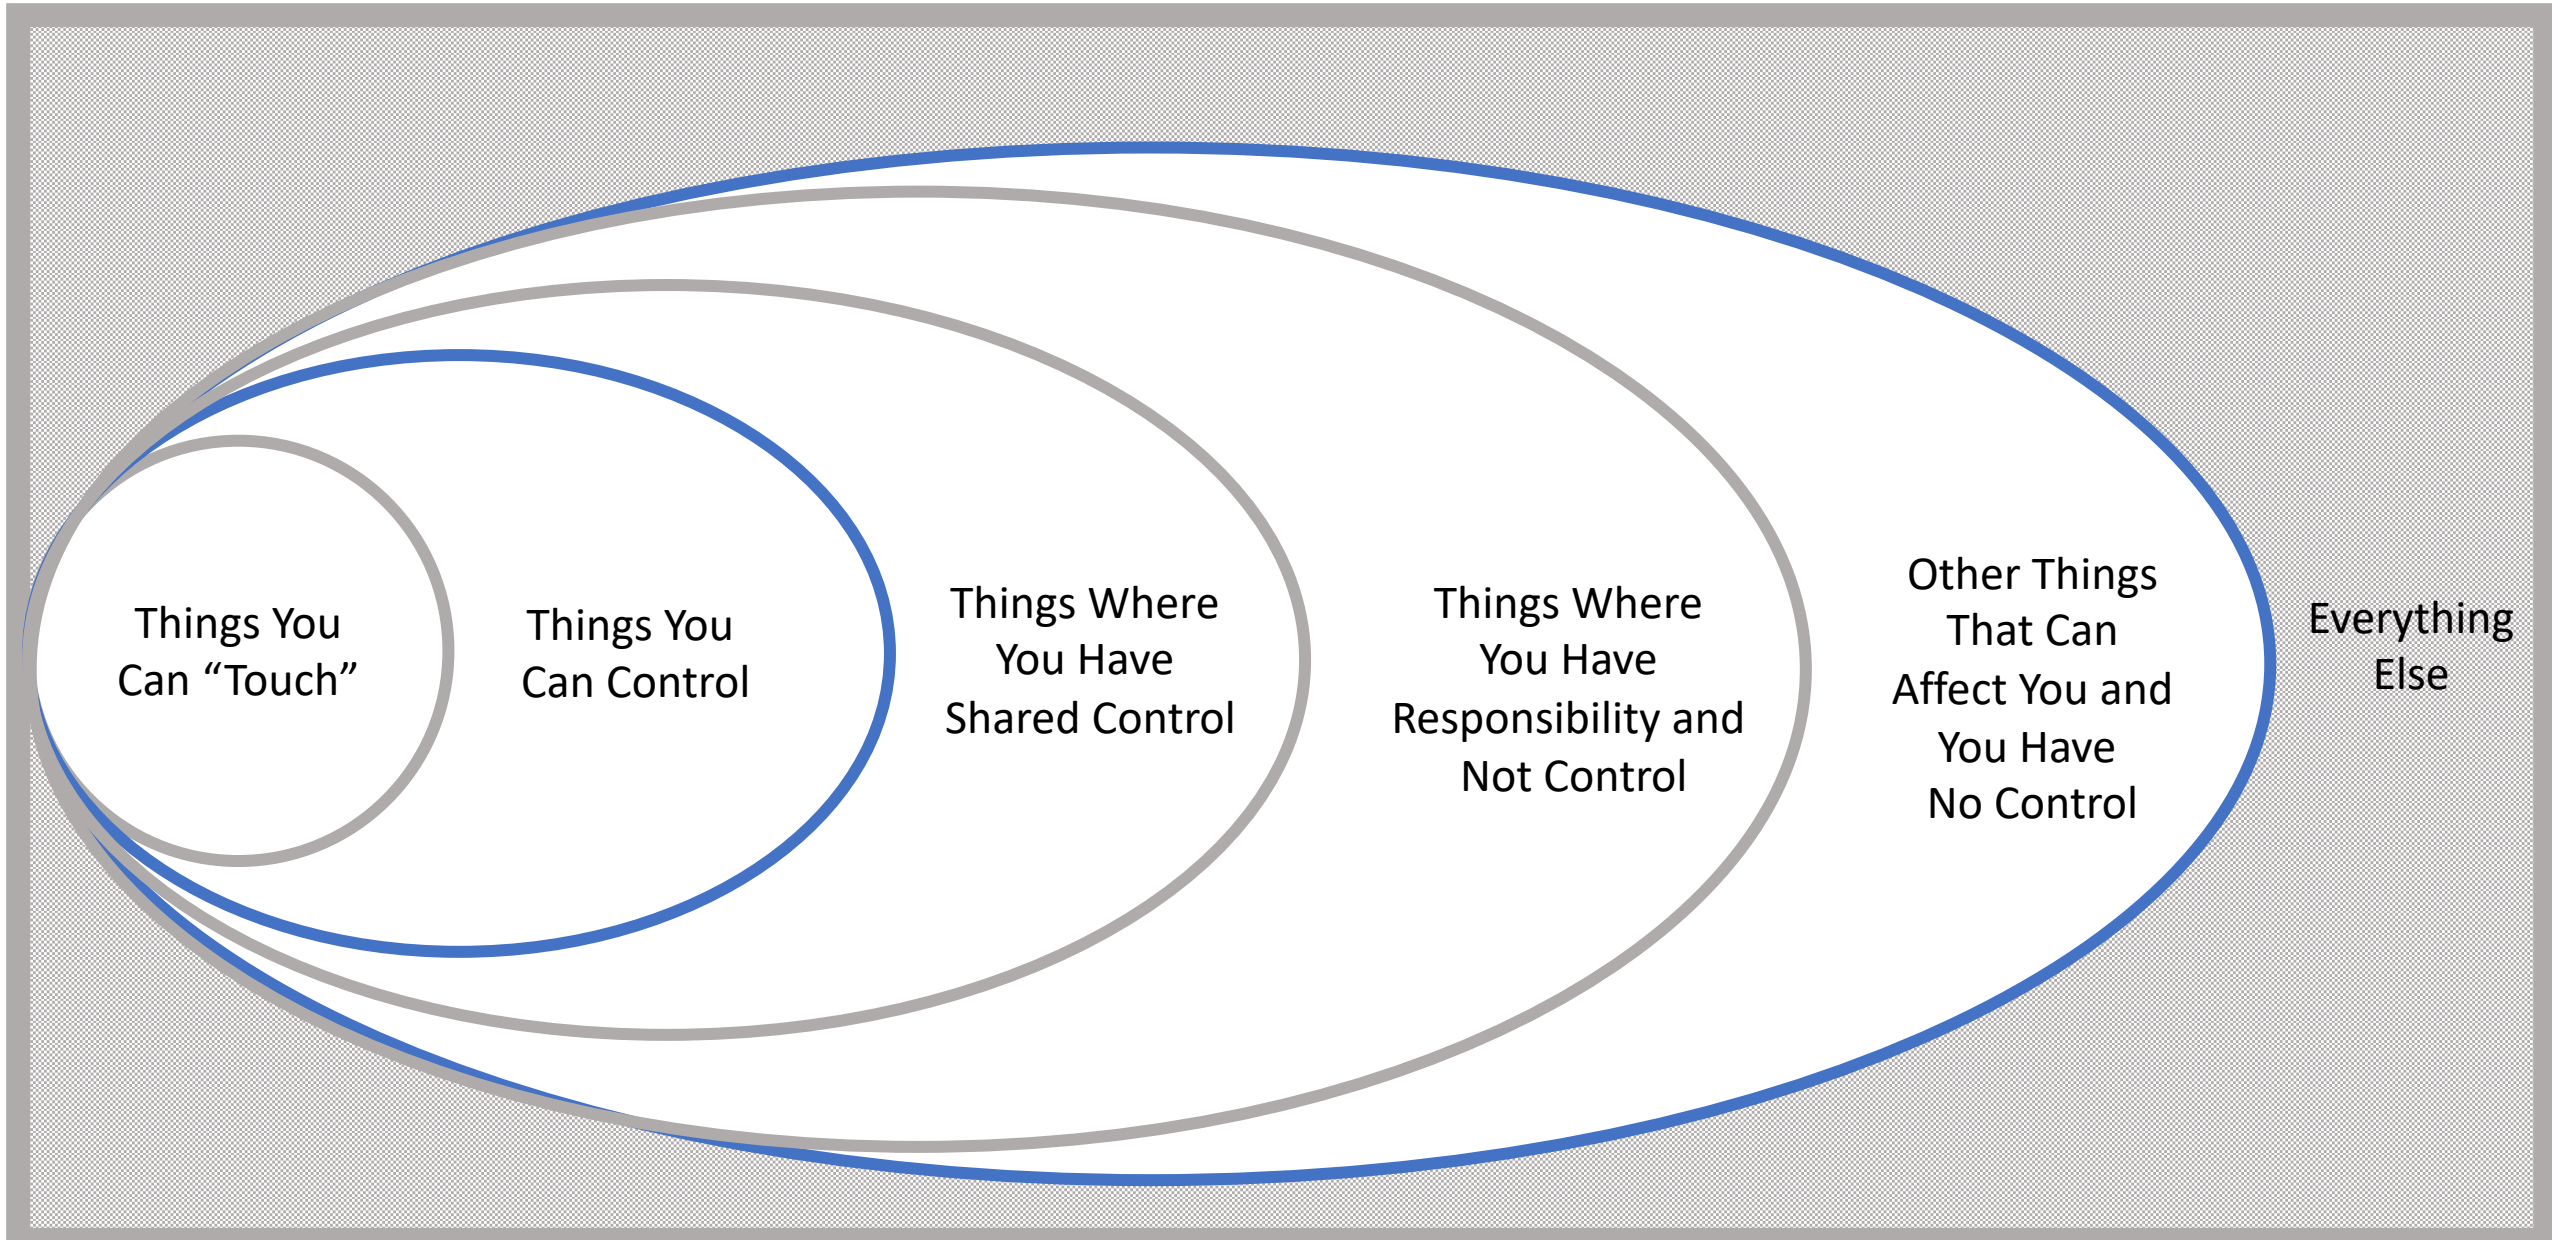 Things You
Can “Touch”
Things You
Can Control
Things Where
You Have
Shared Control
Things Where
You Have
Responsibility and
Not Control
Other Things
That Can
Affect You and
You Have
No Control
Everything
Else